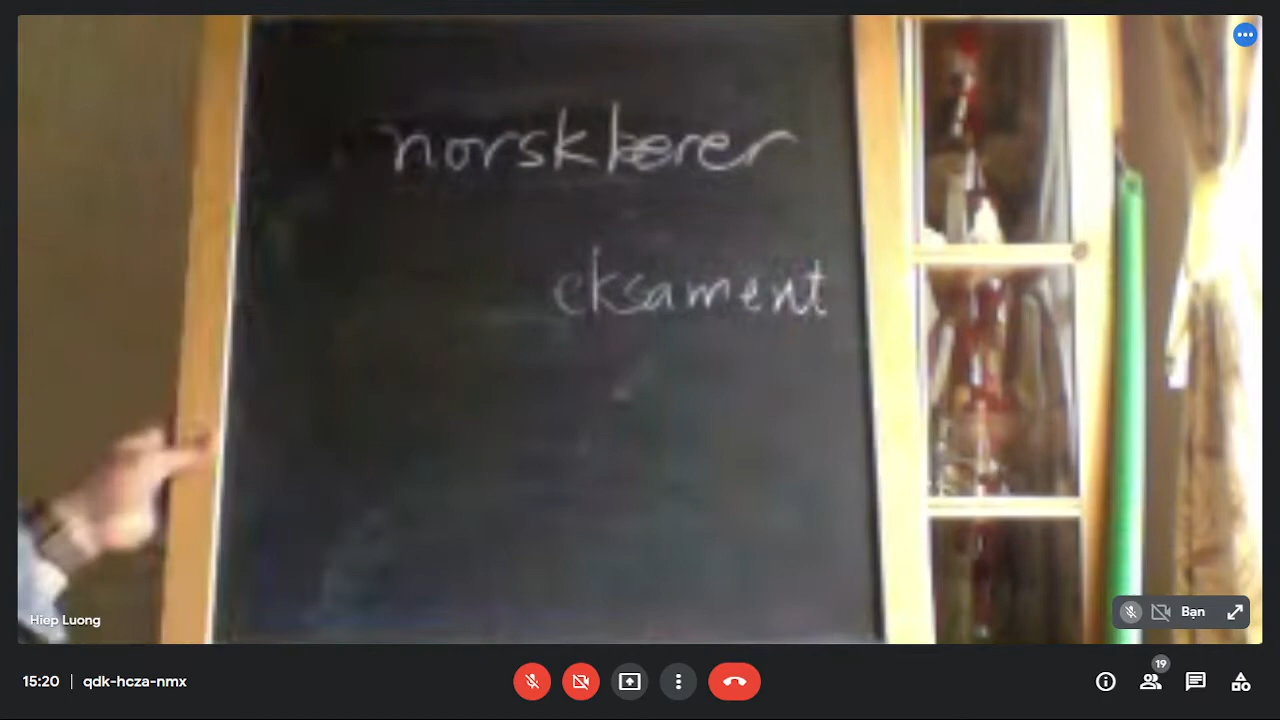 norsklærer
eksament
Hiep Luong
Bạn
15:20 | qdk-hcza-nmx
19